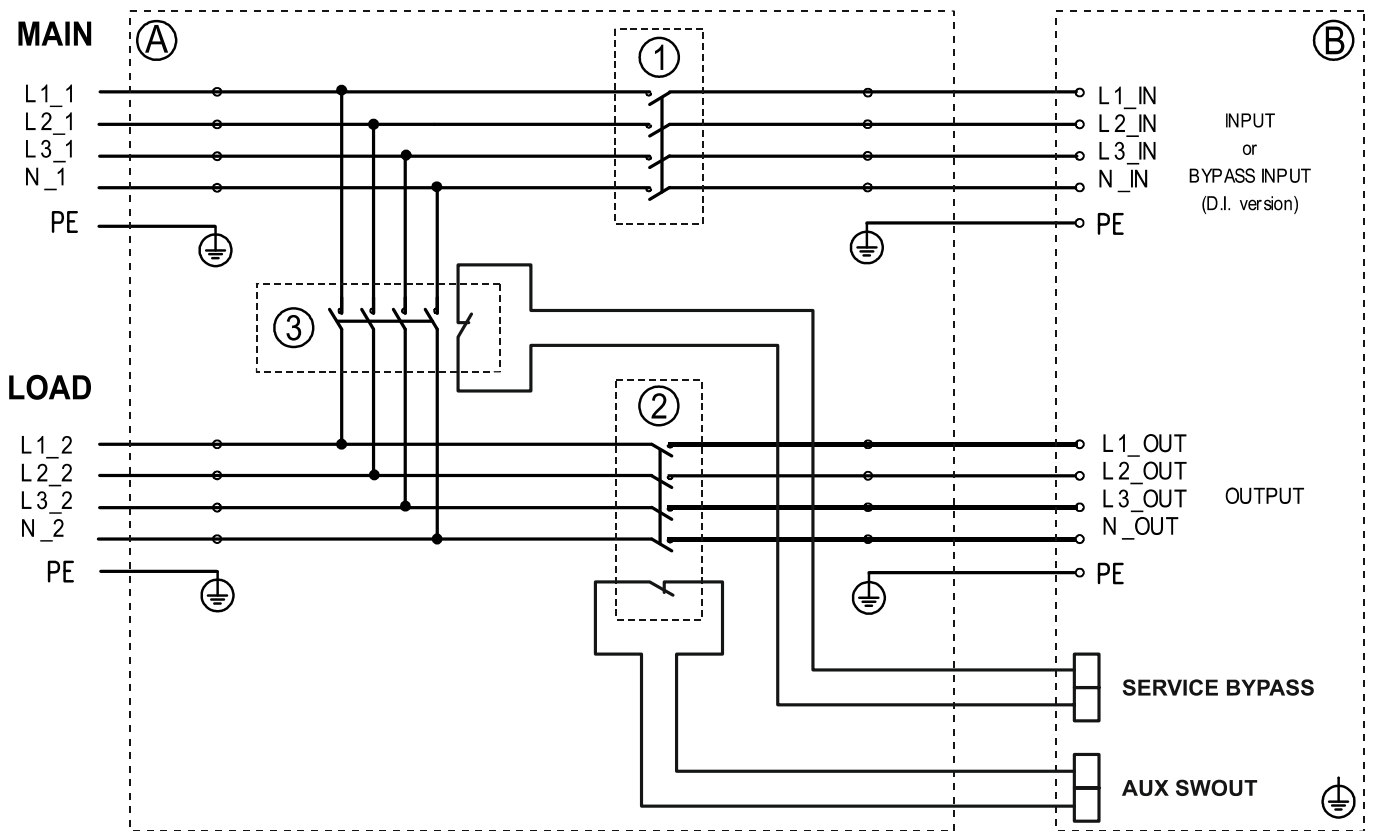 MAIN
A
1
B
L1_1
L2_1
L3_1
N_1
PE
L1_IN
L2_IN
L3_IN
N_IN
PE
INPUT
or
BYPASS INPUT
(D.I. version)
3
LOAD
2
L1_2
L2_2
L3_2
N_2
PE
L1_OUT
L2_OUT
L3_OUT
N_OUT
PE
OUTPUT
SERVICE BYPASS
AUX SWOUT